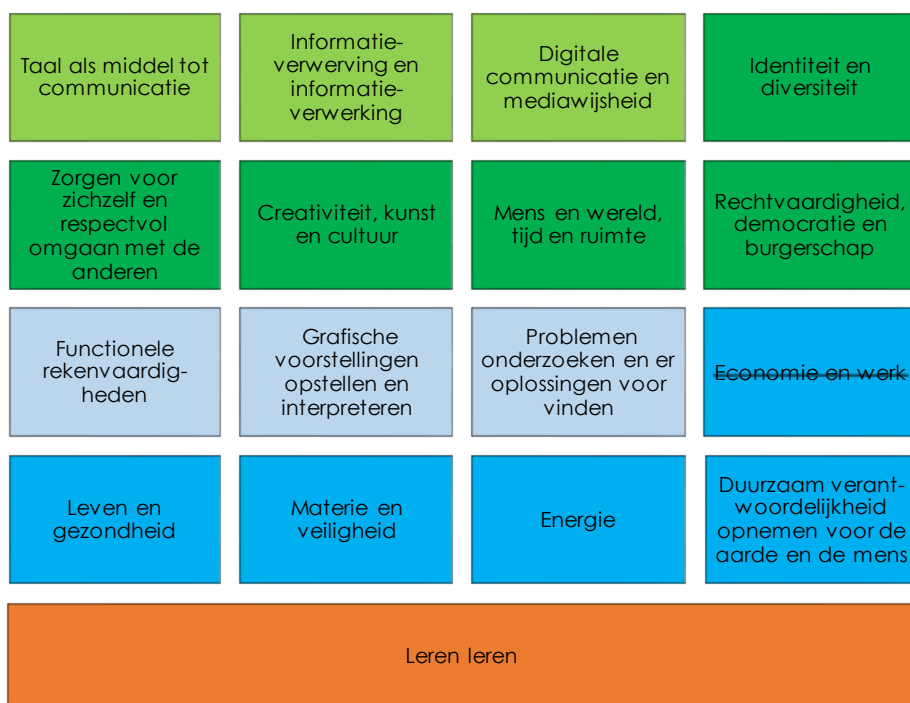 Taal als middel tot
communicatie
Informatie-
verwerving en
informatie-
verwerking
Digitale
communicatie en
mediawijsheid
Identiteit en
diversiteit
Zorgen voor
zichzelf en
respectvol
omgaan met de
anderen
Creativiteit, kunst
en cultuur
Mens en wereld,
tijd en ruimte
Rechtvaardigheid,
democratie en
burgerschap
Functionele
rekenvaardig-
heden
Grafische
voorstellingen
opstellen en
interpreteren
Problemen
onderzoeken en er
oplossingen voor
vinden
Economie en werk
Leven en
gezondheid
Materie en
veiligheid
Energie
Duurzaam verant-
woordelijkheid
opnemen voor de
aarde en de mens
Leren leren